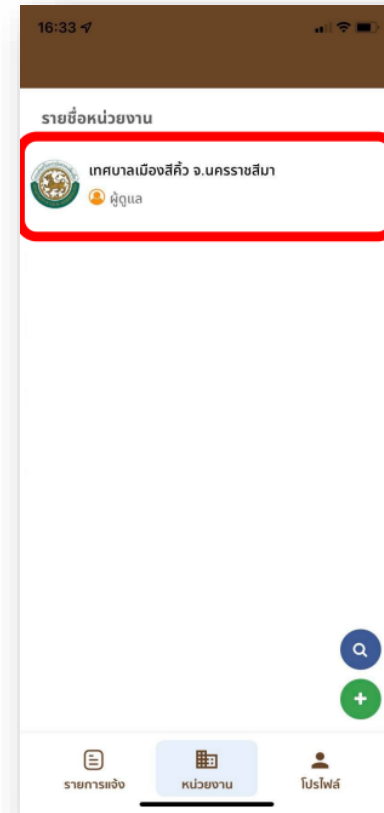 16:33
รายชื่อหน่วยงาน
เทศบาลเมืองสีคิ้ว จ.นครราชสีมา
ผู้ดูแล
รายการแจ้ง
หน่วยงาน
โปรไฟล์